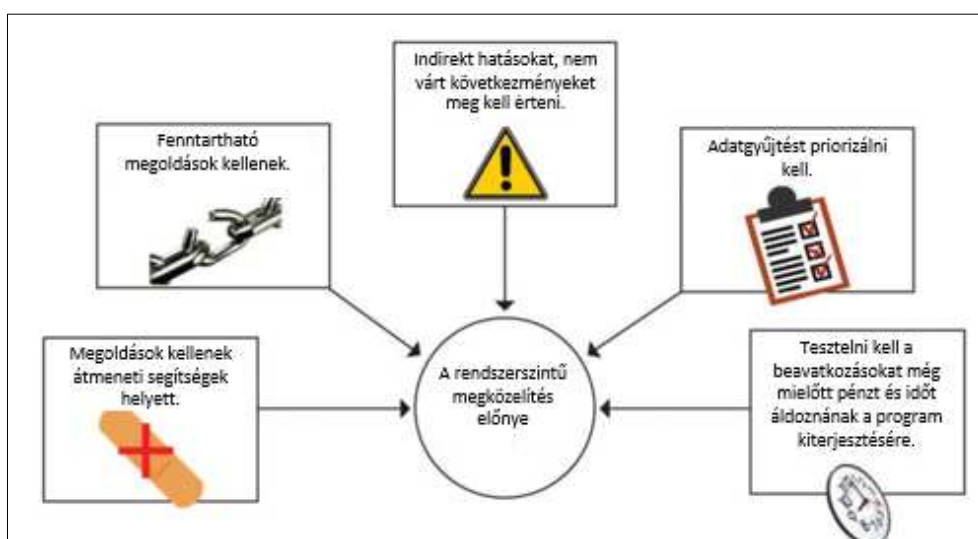 Indirekt hatásokat, nem
várt következményeket
meg kell érteni.
Fenntartható
megoldások kellenek.
Adatgyűjtést priorizálni
kell.
Megoldások kellenek
átmeneti segítségek
helyett.
A rendszerszintű
megközelítés
előnye
Tesztelni kell a
beavatkozásokat még
mielőtt pénzt és időt
áldoznának a program
kiterjesztésére.